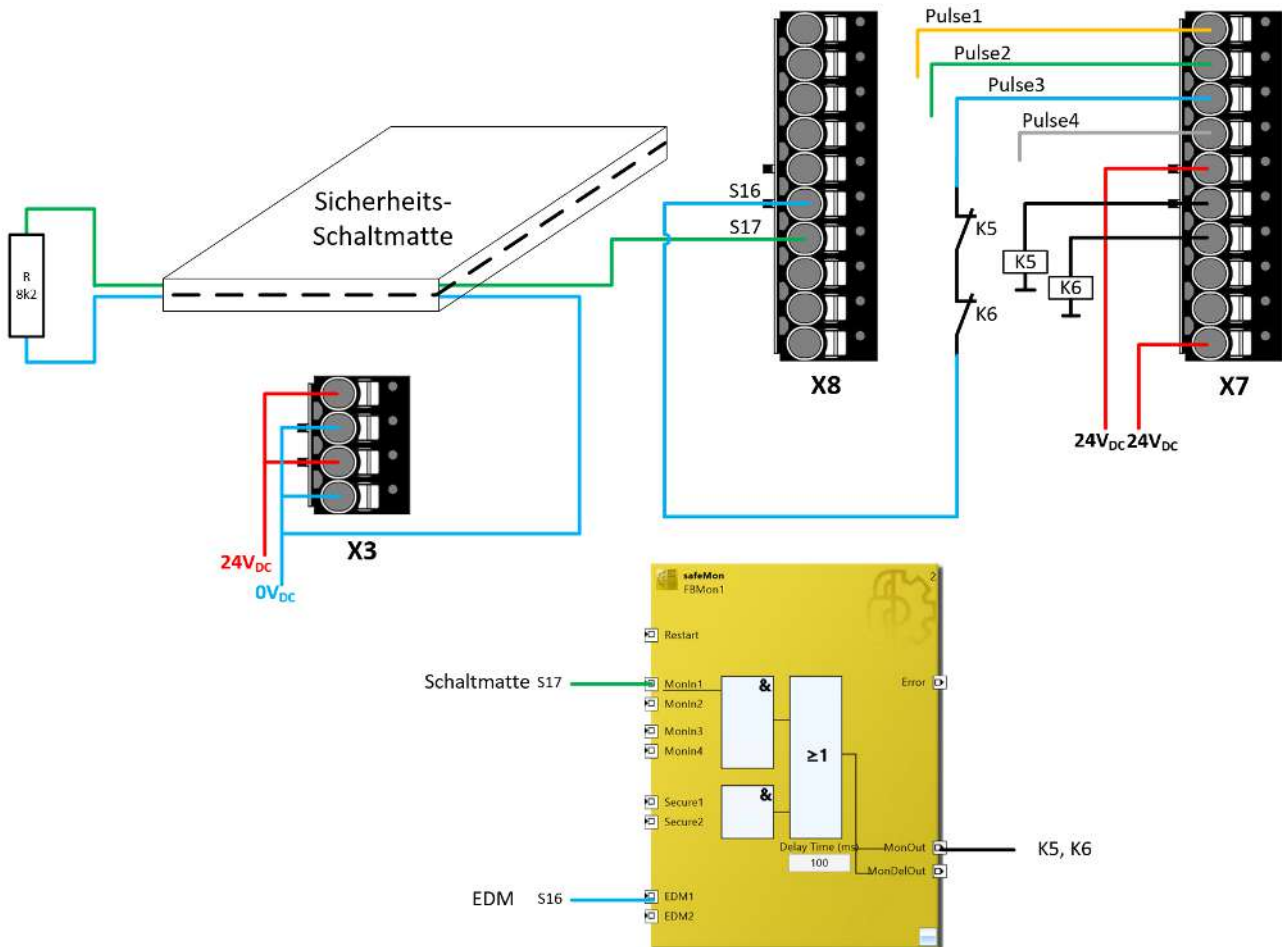 Pulse1
Pulse2
Pulse3
Pulse4
Sicherheits-
Schaltmatte
S16
S17
R
8k2
K5
K5
K6
K6
X8
X7
24VDC 24VDC
X3
24VDC
0VDC
safeMon
FBMon1
2
Restart
Schaltmatte S17
MonIn1
MonIn2
MonIn3
MonIn4
&
≥1
Error
Secure1
Secure2
&
Delay Time (ms)
100
MonOut
MonDelOut
K5, K6
EDM S16
EDM1
EDM2